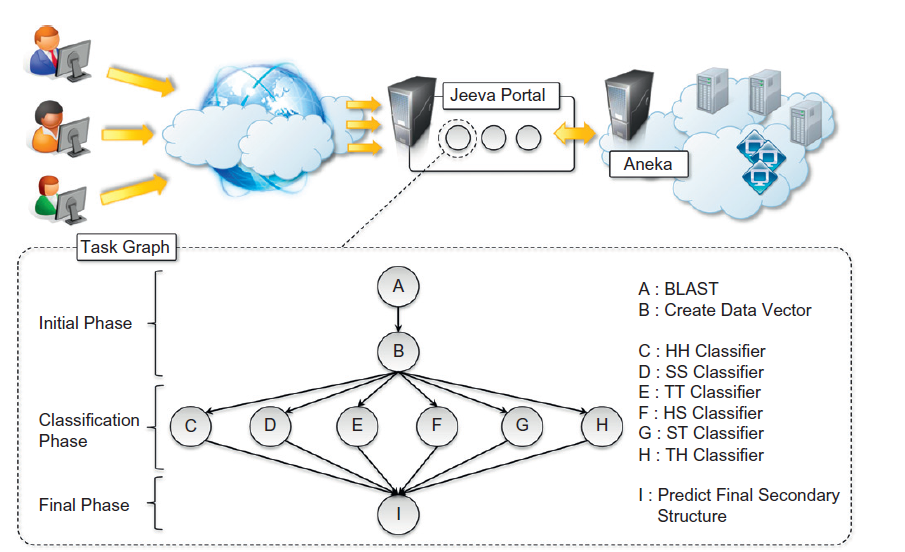 Jeeva Portal
Aneka
Task Graph
Initial Phase
Classification
Phase
Final Phase
A
B
C
D
E
F
G
H
I
A : BLAST
B : Create Data Vector
C : HH Classifier
D : SS Classifier
E : TT Classifier
F : HS Classifier
G : ST Classifier
H : TH Classifier
I : Predict Final Secondary
Structure